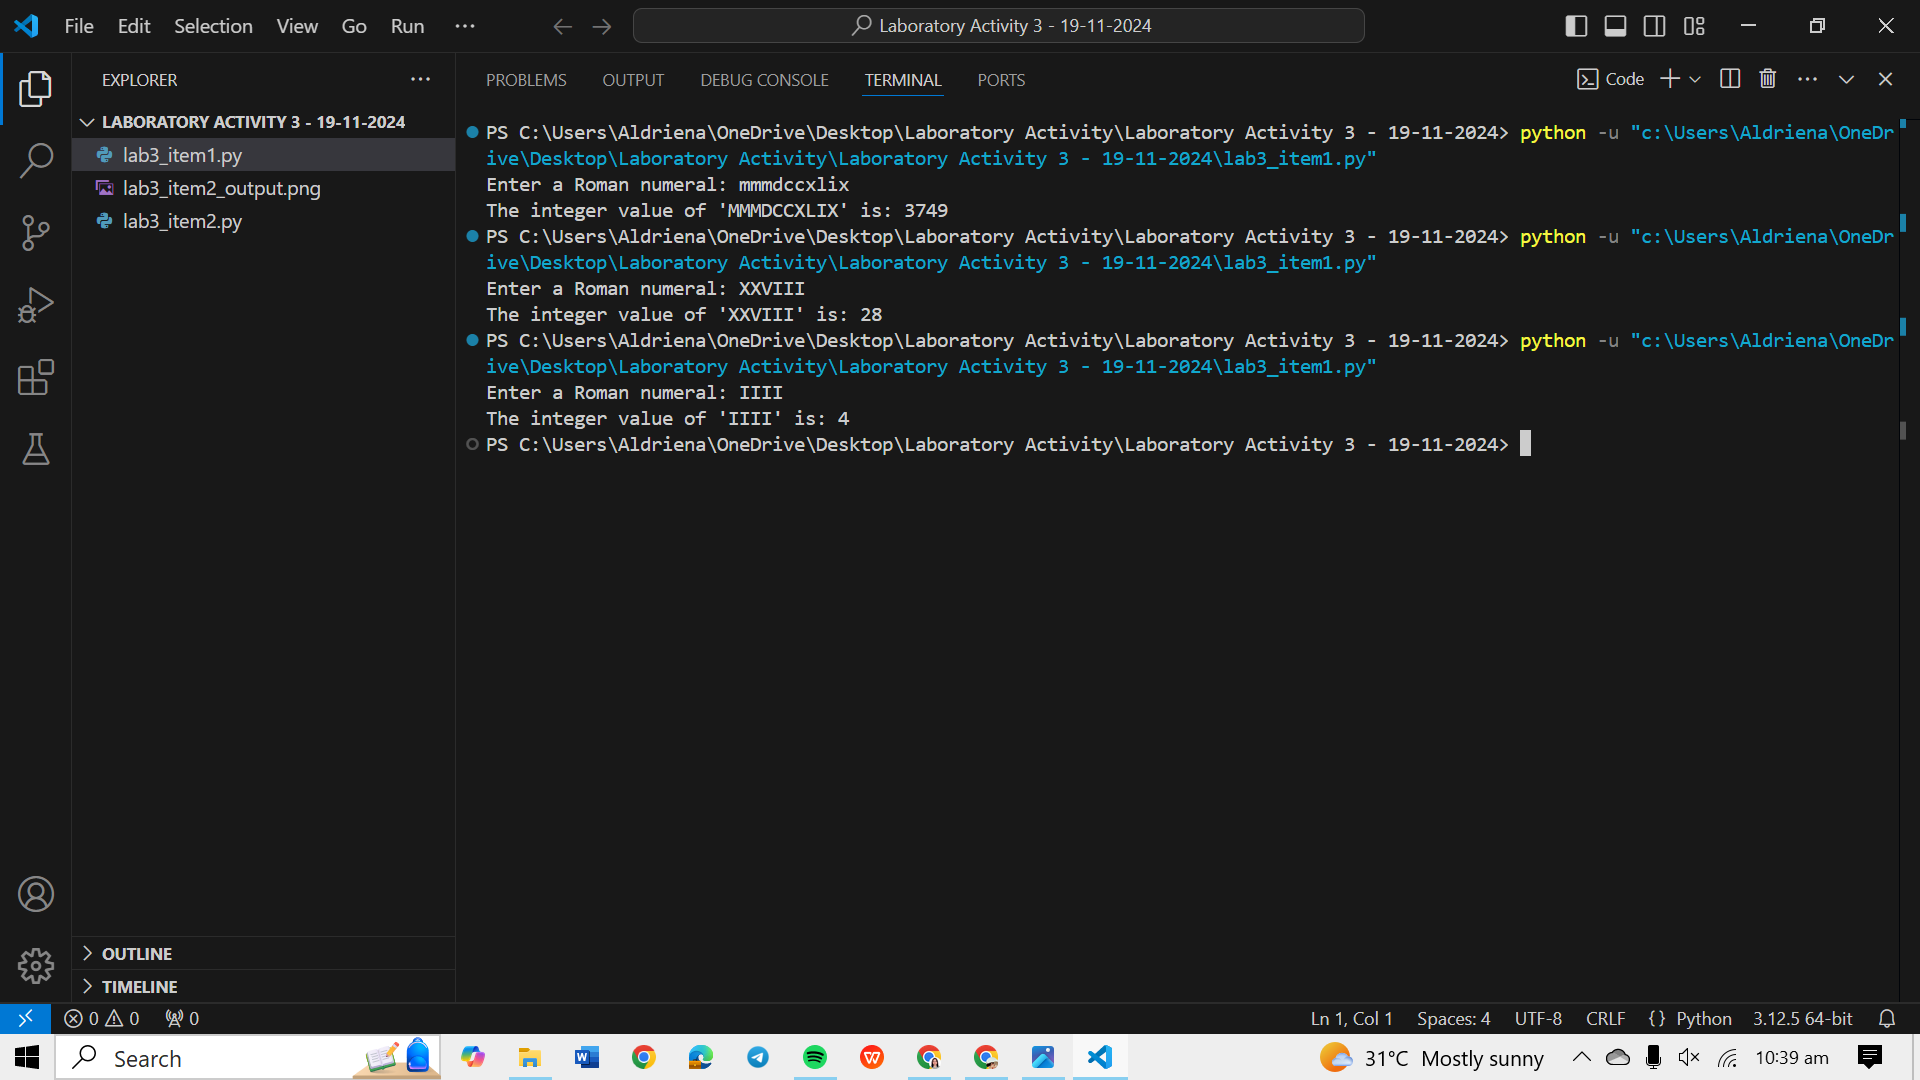 File Edit Selection View Go Run ···
Laboratory Activity 3 - 19-11-2024
EXPLORER
LABORATORY ACTIVITY 3 - 19-11-2024
lab3_item1.py
lab3_item2_output.png
lab3_item2.py
OUTLINE
TIMELINE
PROBLEMS OUTPUT DEBUG CONSOLE TERMINAL PORTS
Code
PS C:\Users\Aldriena\OneDrive\Desktop\Laboratory Activity\Laboratory Activity 3 - 19-11-2024> python -u "c:\Users\Aldriena\OneDr
ive\Desktop\Laboratory Activity\Laboratory Activity 3 - 19-11-2024\lab3_item1.py"
Enter a Roman numeral: mmmdccxlix
The integer value of 'MMMDCCXLIX' is: 3749
PS C:\Users\Aldriena\OneDrive\Desktop\Laboratory Activity\Laboratory Activity 3 - 19-11-2024> python -u "c:\Users\Aldriena\OneDr
ive\Desktop\Laboratory Activity\Laboratory Activity 3 - 19-11-2024\lab3_item1.py"
Enter a Roman numeral: XXVIII
The integer value of 'XXVIII' is: 28
PS C:\Users\Aldriena\OneDrive\Desktop\Laboratory Activity\Laboratory Activity 3 - 19-11-2024> python -u "c:\Users\Aldriena\OneDr
ive\Desktop\Laboratory Activity\Laboratory Activity 3 - 19-11-2024\lab3_item1.py"
Enter a Roman numeral: IIII
The integer value of 'IIII' is: 4
PS C:\Users\Aldriena\OneDrive\Desktop\Laboratory Activity\Laboratory Activity 3 - 19-11-2024>
0 0 0 Ln 1, Col 1 Spaces: 4 UTF-8 CRLF {} Python 3.12.5 64-bit
Search 31°C Mostly sunny 10:39 am